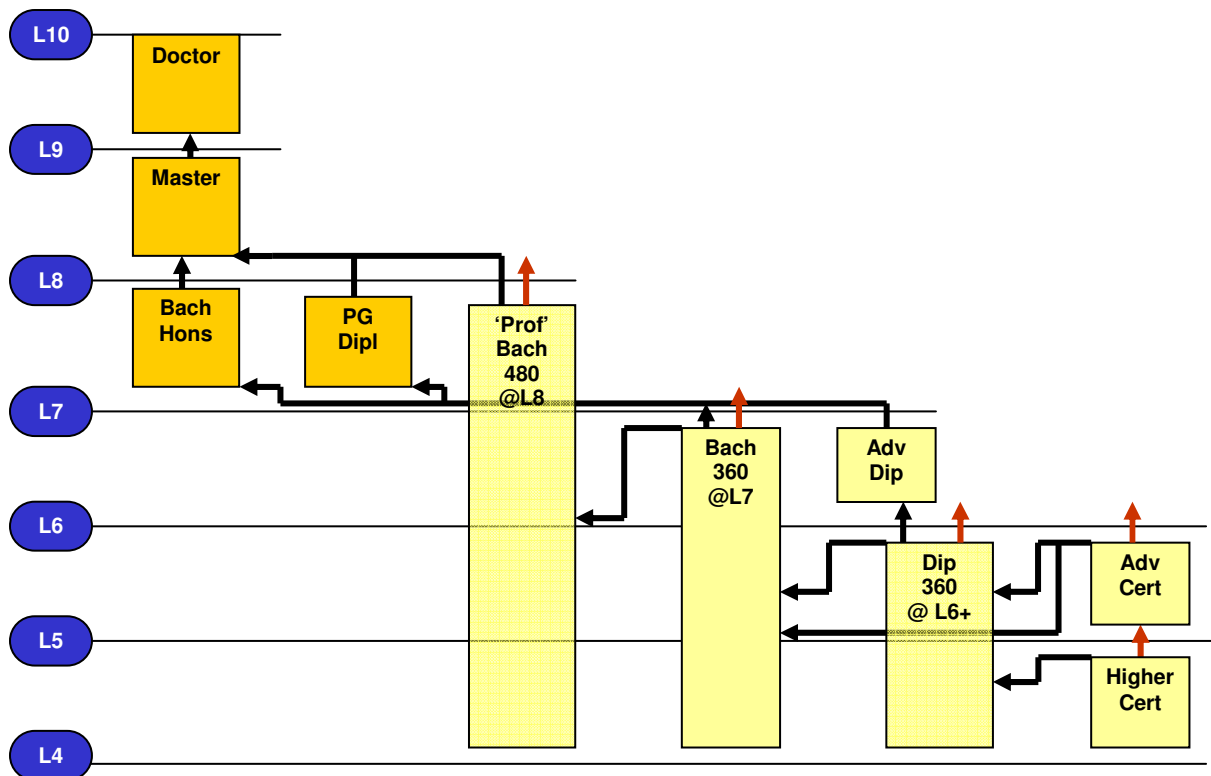 L10
Doctor
L9
Master
L8
Bach
Hons
PG
Dipl
‘Prof’
Bach
480
@L8
L7
Bach
360
@L7
Adv
Dip
L6
Dip
360
@ L6+
Adv
Cert
L5
Higher
Cert
L4